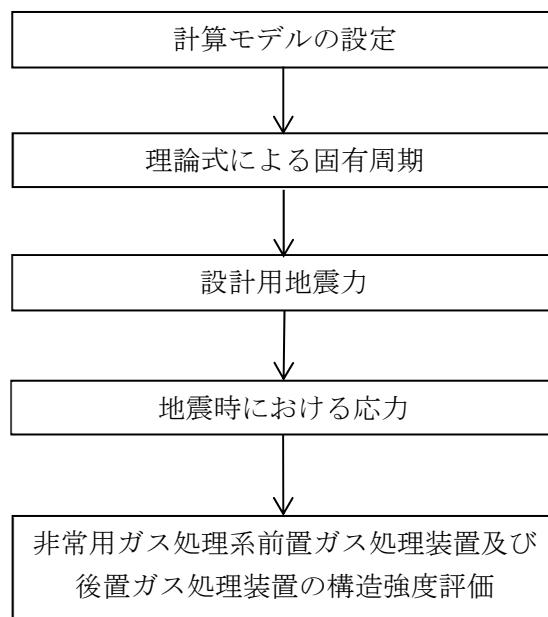 計算モデルの設定
理論式による固有周期
設計用地震力
地震時における応力
非常用ガス処理系前置ガス処理装置及び
後置ガス処理装置の構造強度評価